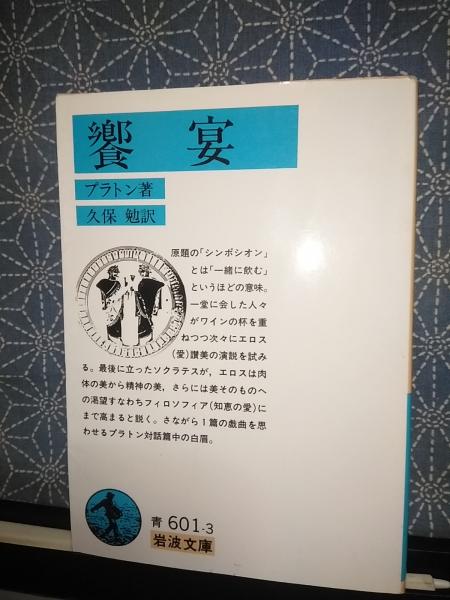 饗宴
プラトン著
久保 勉訳
原題の「シンポシオン」
とは「一緒に飲む」
というほどの意味。
一堂に会した人々
がワインの杯を重
ねつつ次々にエロス
(愛)讃美の演説を試み
る。最後に立ったソクラテスが，エロスは肉
体の美から精神の美，さらには美そのものへ
の渇望すなわちフィロソフィア(知恵の愛)に
まで高まると説く。さながら1篇の戯曲を思
わせるプラトン対話篇中の白眉。
青 601-3
岩波文庫